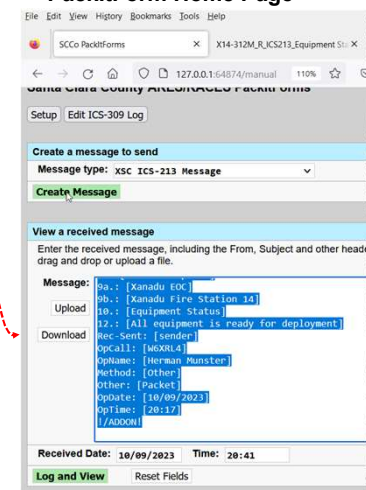 PackItForm Home Page
File Edit View History Bookmarks Tools Help
SCCo PackItForms × X14-312M_R_ICS213_Equipment Sta ×
127.0.0.1:64874/manual 110%
Santa Clara County ARES/RACES PackItForms
Setup Edit ICS-309 Log
Create a message to send
Message type: XSC ICS-213 Message
Create Message
View a received message
Enter the received message, including the From, Subject and other heade
drag and drop or upload a file.
Message:
Upload
Download
9a.: [Xanadu EOC]
9b.: [Xanadu Fire Station 14]
10.: [Equipment Status]
12.: [All equipment is ready for deployment]
Rec-Sent: [sender]
OpCall: [W6XRL4]
OpName: [Herman Munster]
Method: [Other]
Other: [Packet]
OpDate: [10/09/2023]
OpTime: [20:17]
!/ADDON!
Received Date: 10/09/2023 Time: 20:41
Log and View Reset Fields